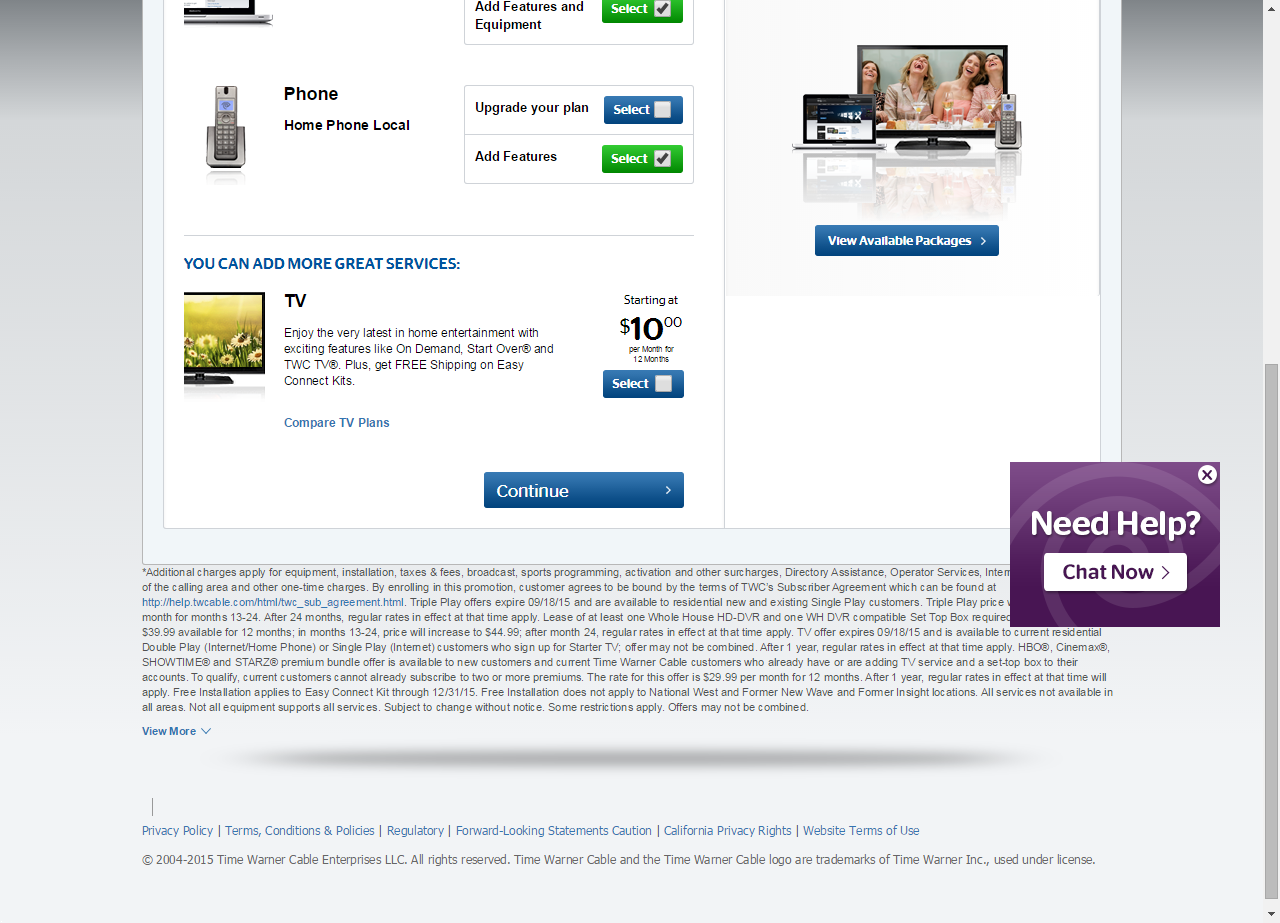 Add Features and
Equipment
Select
Phone
Home Phone Local
Upgrade your plan
Select
Add Features
Select
View Available Packages
YOU CAN ADD MORE GREAT SERVICES:
TV
Enjoy the very latest in home entertainment with
exciting features like On Demand, Start Over® and
TWC TV®. Plus, get FREE Shipping on Easy
Connect Kits.
Compare TV Plans
Starting at
$10 00
per Month for
12 Months
Select
Continue
Need Help?
Chat Now
*Additional charges apply for equipment, installation, taxes & fees, broadcast, sports programming, activation and other surcharges, Directory Assistance, Operator Services,
of the calling area and other one-time charges. By enrolling in this promotion, customer agrees to be bound by the terms of TWC's Subscriber Agreement which can be found at
http://help.twcable.com/html/twc_sub_agreement.html. Triple Play offers expire 09/18/15 and are available to residential new and existing Single Play customers. Triple Play price
month for months 13-24. After 24 months, regular rates in effect at that time apply. Lease of at least one Whole House HD-DVR and one WH DVR compatible Set Top Box required
$39.99 available for 12 months; in months 13-24, price will increase to $44.99; after month 24, regular rates in effect at that time apply. TV offer expires 09/18/15 and is available to current residential
Double Play (Internet/Home Phone) or Single Play (Internet) customers who sign up for Starter TV; offer may not be combined. After 1 year, regular rates in effect at that time apply. HBO®, Cinemax®,
SHOWTIME® and STARZ® premium bundle offer is available to new customers and current Time Warner Cable customers who already have or are adding TV service and a set-top box to their
accounts. To qualify, current customers cannot already subscribe to two or more premiums. The rate for this offer is $29.99 per month for 12 months. After 1 year, regular rates in effect at that time will
apply. Free Installation applies to Easy Connect Kit through 12/31/15. Free Installation does not apply to National West and Former New Wave and Former Insight locations. All services not available in
all areas. Not all equipment supports all services. Subject to change without notice. Some restrictions apply. Offers may not be combined.
View More
Privacy Policy | Terms, Conditions & Policies | Regulatory | Forward-Looking Statements Caution | California Privacy Rights | Website Terms of Use
© 2004-2015 Time Warner Cable Enterprises LLC. All rights reserved. Time Warner Cable and the Time Warner Cable logo are trademarks of Time Warner Inc., used under license.